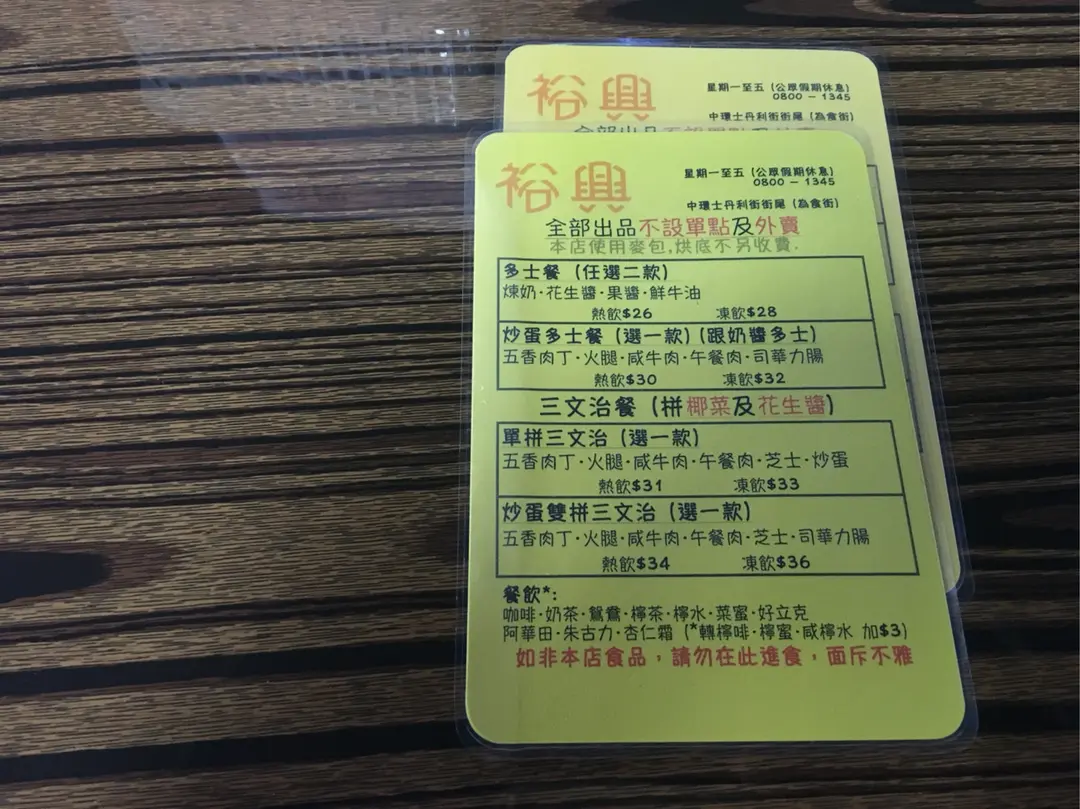 裕興
星期一至五 (公眾假期休息)
0800 - 1345
中環士丹利街街尾 (為食街)
裕興
星期一至五 (公眾假期休息)
0800 - 1345
中環士丹利街街尾 (為食街)
全部出品不設單點及外賣
本店使用麥包,烘底不另收費.
多士餐 (任選二款)
煉奶·花生醬·果醬·鮮牛油
熱飲$26 凍飲$28
炒蛋多士餐 (選一款) (跟奶醬多士)
五香肉丁·火腿·咸牛肉·午餐肉·司華力腸
熱飲$30 凍飲$32
三文治餐 (拼椰菜及花生醬)
單拼三文治 (選一款)
五香肉丁·火腿·咸牛肉·午餐肉·芝士·炒蛋
熱飲$31 凍飲$33
炒蛋雙拼三文治 (選一款)
五香肉丁·火腿·咸牛肉·午餐肉·芝士·司華力腸
熱飲$34 凍飲$36
餐飲*:
咖啡·奶茶·鴛鴦·檸茶·檸水·菜蜜·好立克
阿華田·朱古力·杏仁霜 (*轉檸啡·檸蜜·咸檸水 加$3)
如非本店食品，請勿在此進食，面斥不雅